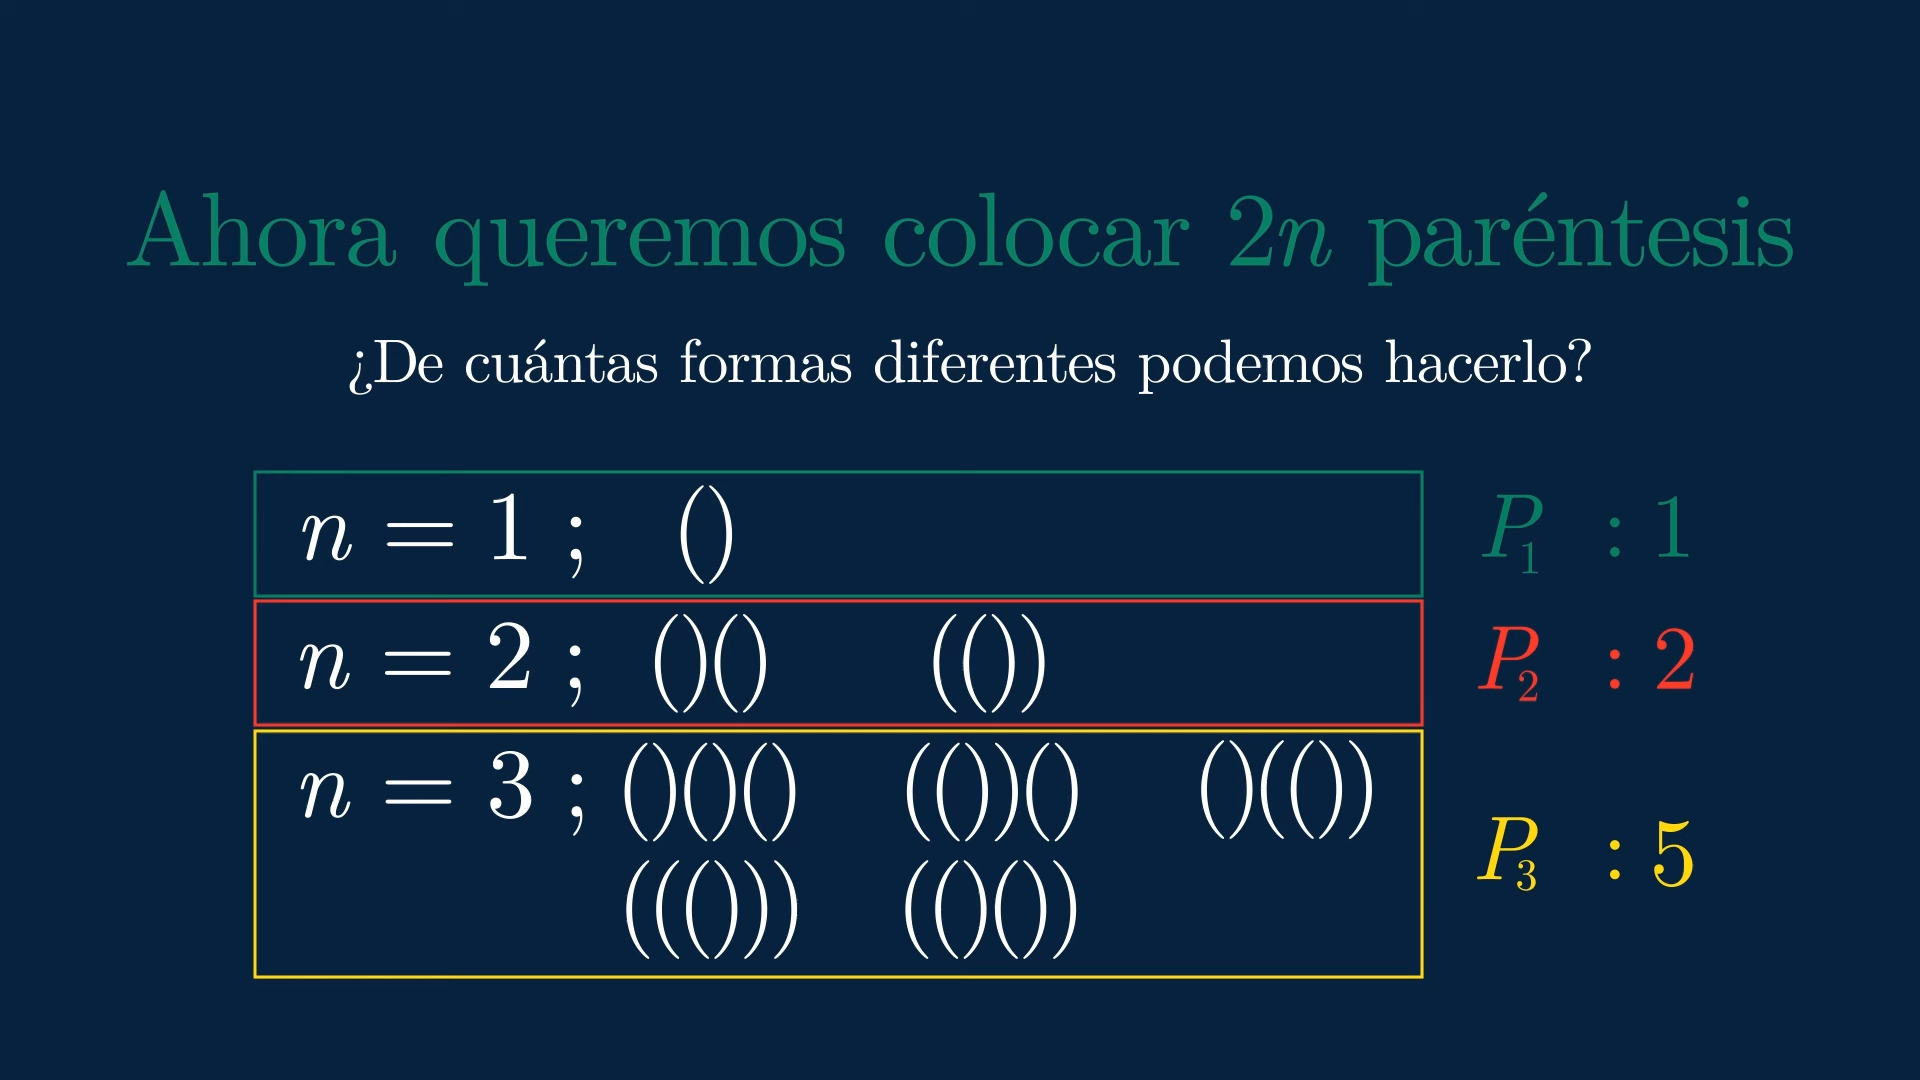 Ahora queremos colocar 2n paréntesis
¿De cuántas formas diferentes podemos hacerlo?
n = 1 ; () P₁ : 1
n = 2 ; ()() (()) P₂ : 2
n = 3 ; ()()() (())() ()(())
((())) (()()) P₃ : 5